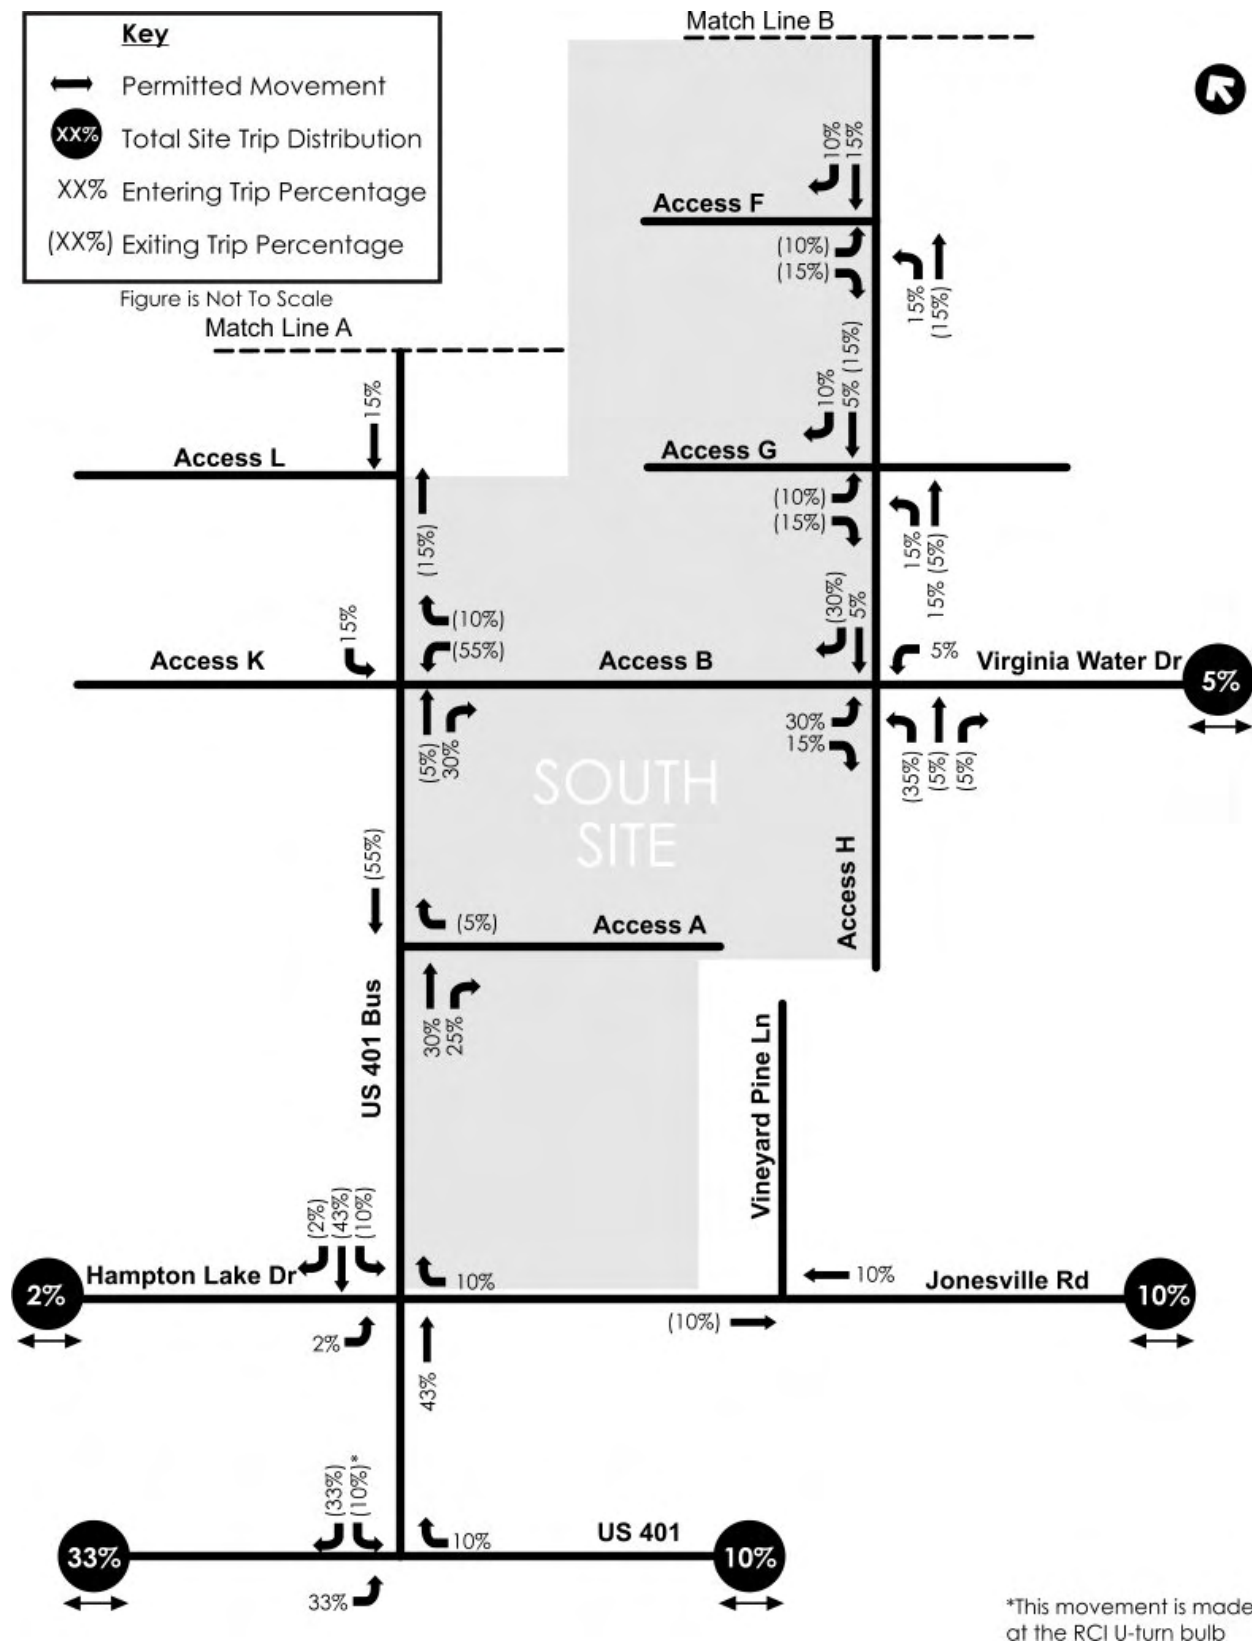 Match Line B
Key
Permitted Movement
XX% Total Site Trip Distribution
XX% Entering Trip Percentage
(XX%) Exiting Trip Percentage
Figure is Not To Scale
Match Line A
10%
15%
Access F
(10%)
(15%)
15%
(15%)
10%
5% (15%)
15%
Access L
Access G
(10%)
(15%)
15%
15% (5%)
(15%)
(10%)
(55%)
15%
(30%)
5%
5%
Access K
Access B
Virginia Water Dr
5%
(5%)
30%
30%
15%
(35%)
(5%)
(5%)
SOUTH
SITE
(55%)
(5%)
Access A
Access H
30%
25%
US 401 Bus
Vineyard Pine Ln
(2%)
(43%)
(10%)
Hampton Lake Dr
2%
10%
10%
Jonesville Rd
10%
2%
(10%)
43%
(33%)
(10%)*
10%
US 401
33%
10%
33%
*This movement is made
at the RCI U-turn bulb